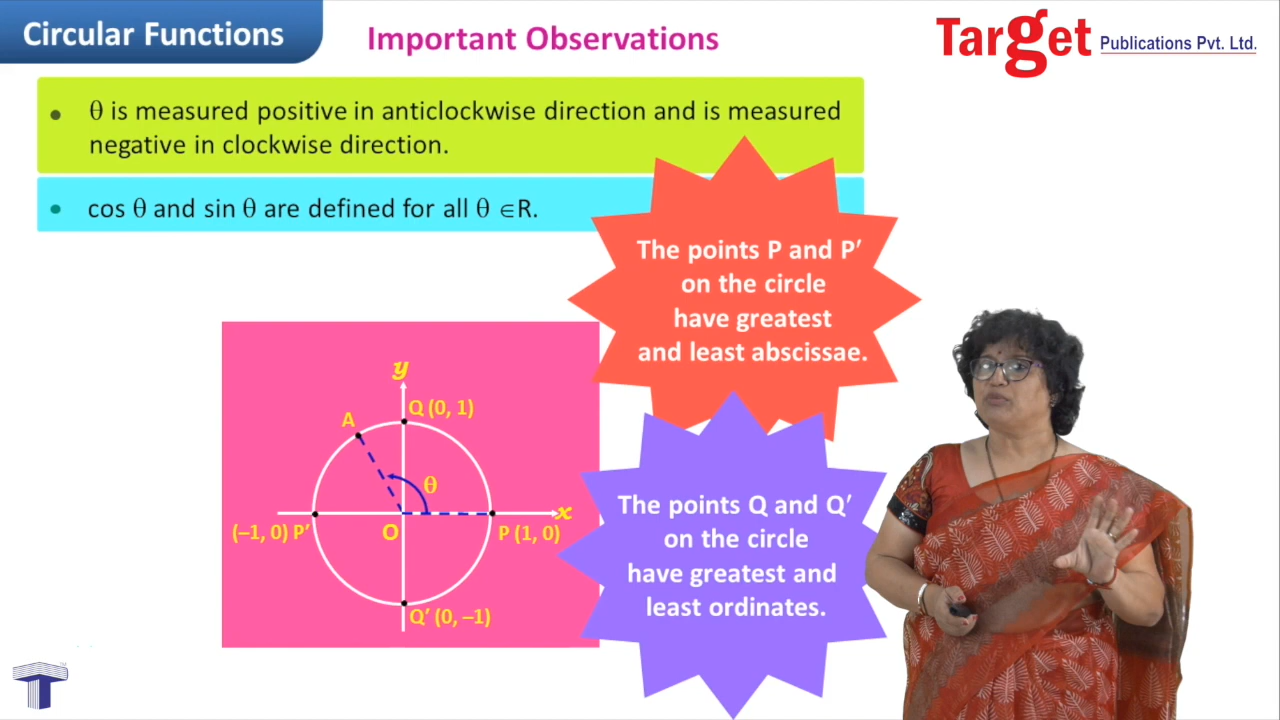 Circular Functions
Important Observations
Target Publications Pvt. Ltd.
• θ is measured positive in anticlockwise direction and is measured
negative in clockwise direction.
• cos θ and sin θ are defined for all θ ∈R.
The points P and P′
on the circle
have greatest
and least abscissae.
y
Q (0, 1)
A
θ
x
(–1, 0) P′
O
P (1, 0)
Q′ (0, –1)
The points Q and Q′
on the circle
have greatest and
least ordinates.
T
TM